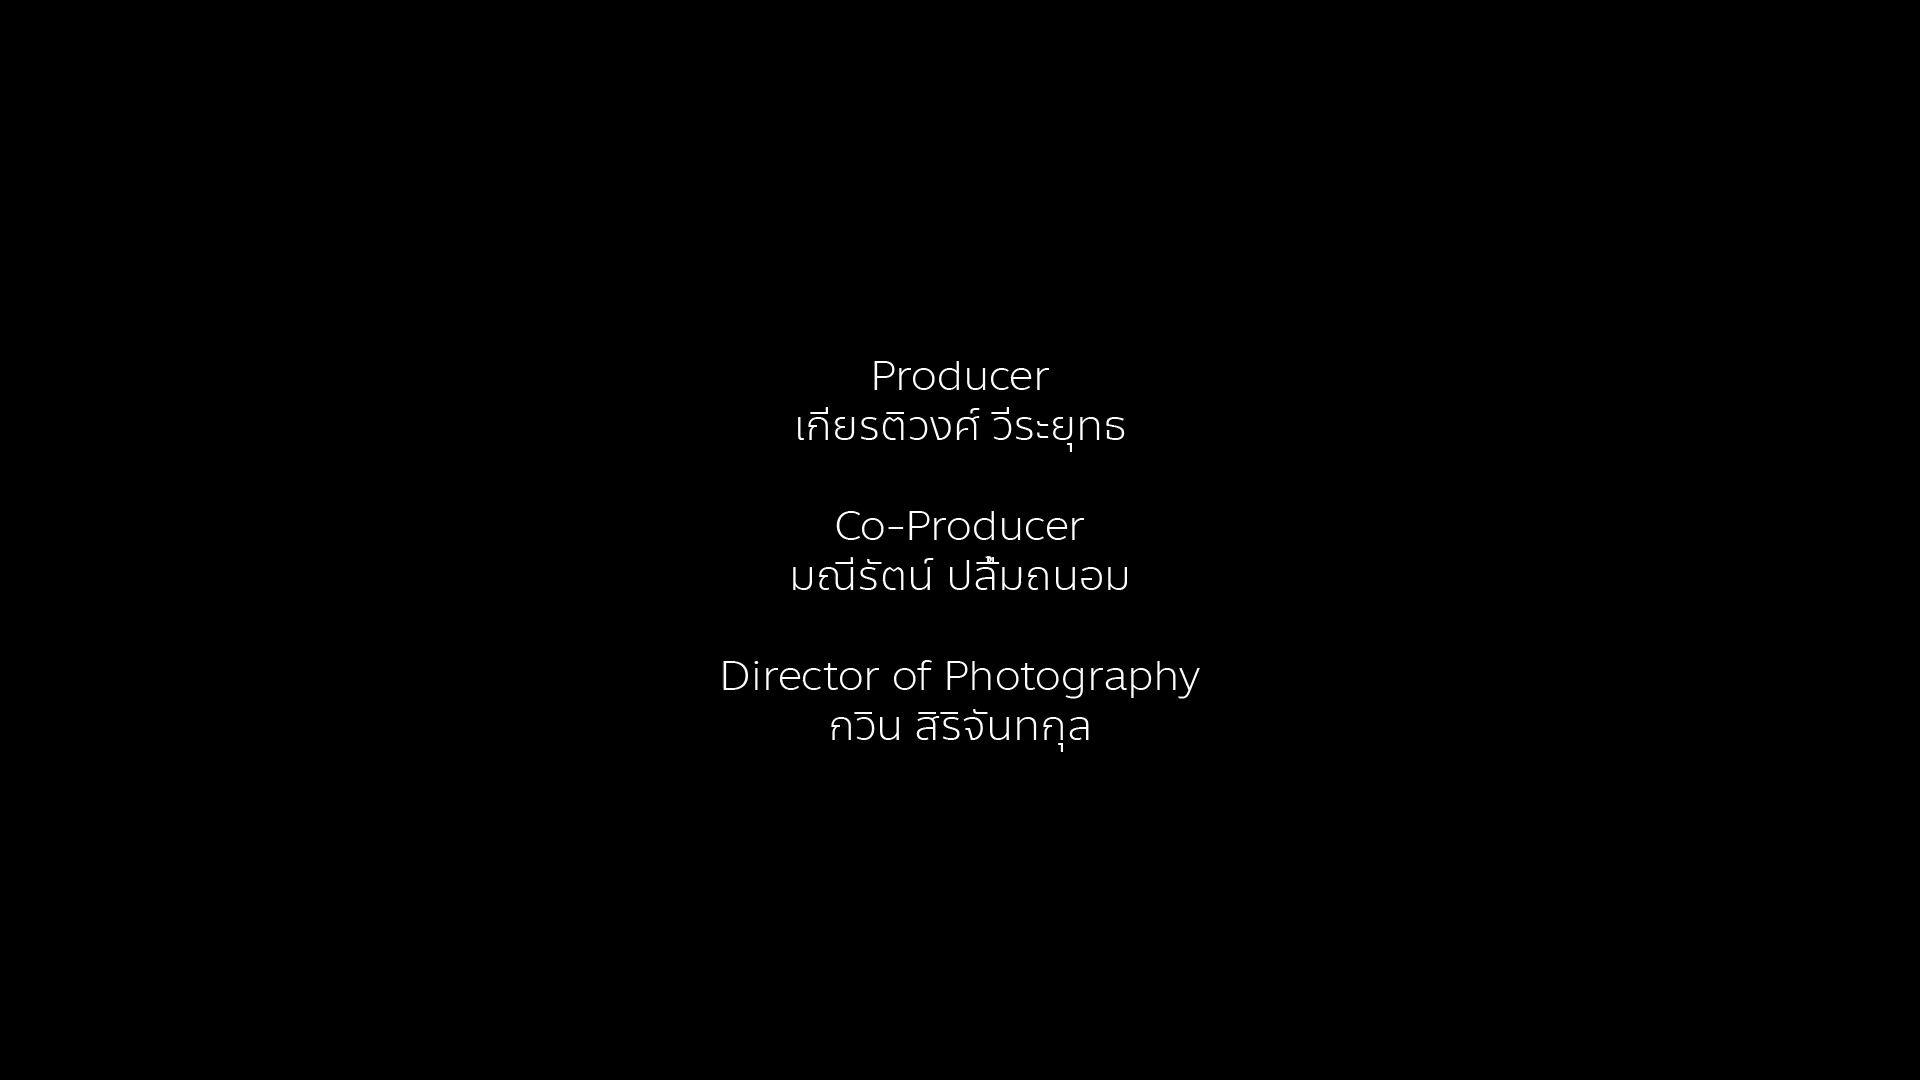 Producer
เกียรติวงศ์ วีระยุทธ
Co-Producer
มณีรัตน์ ปลื้มถนอม
Director of Photography
กวิน สิริจันทกุล